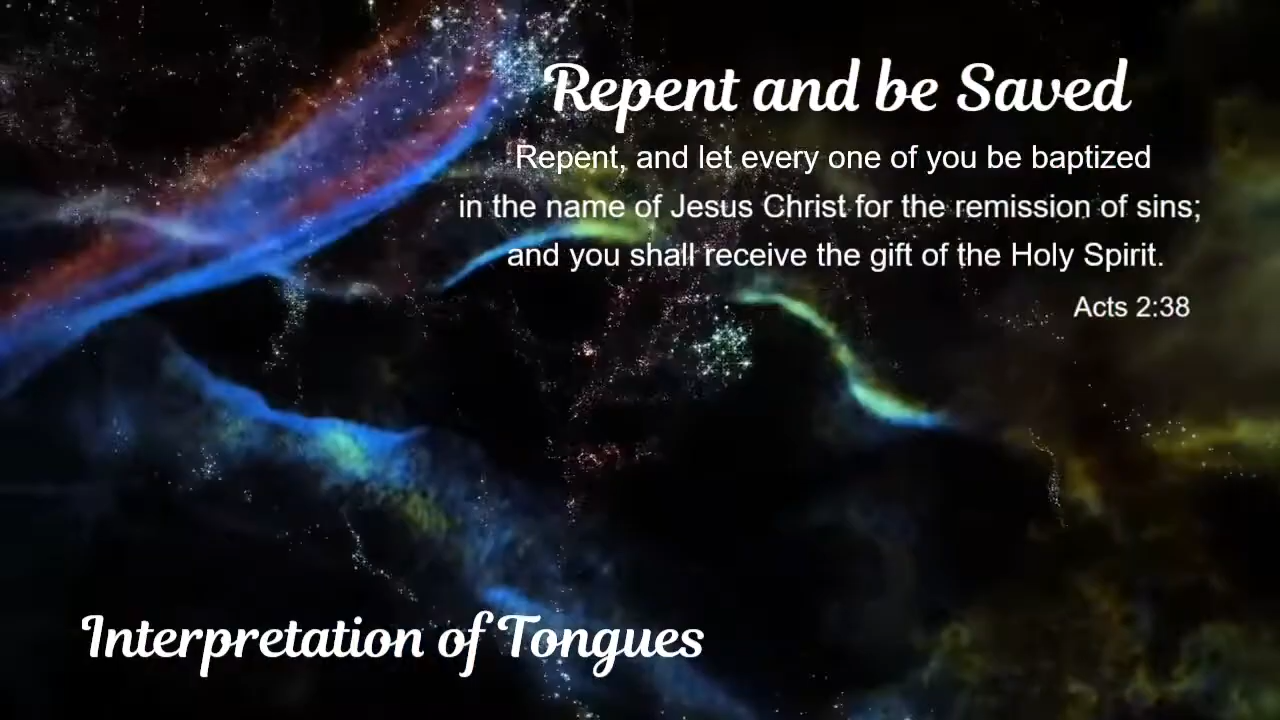 Repent and be Saved
Repent, and let every one of you be baptized
in the name of Jesus Christ for the remission of sins;
and you shall receive the gift of the Holy Spirit.
Acts 2:38
Interpretation of Tongues